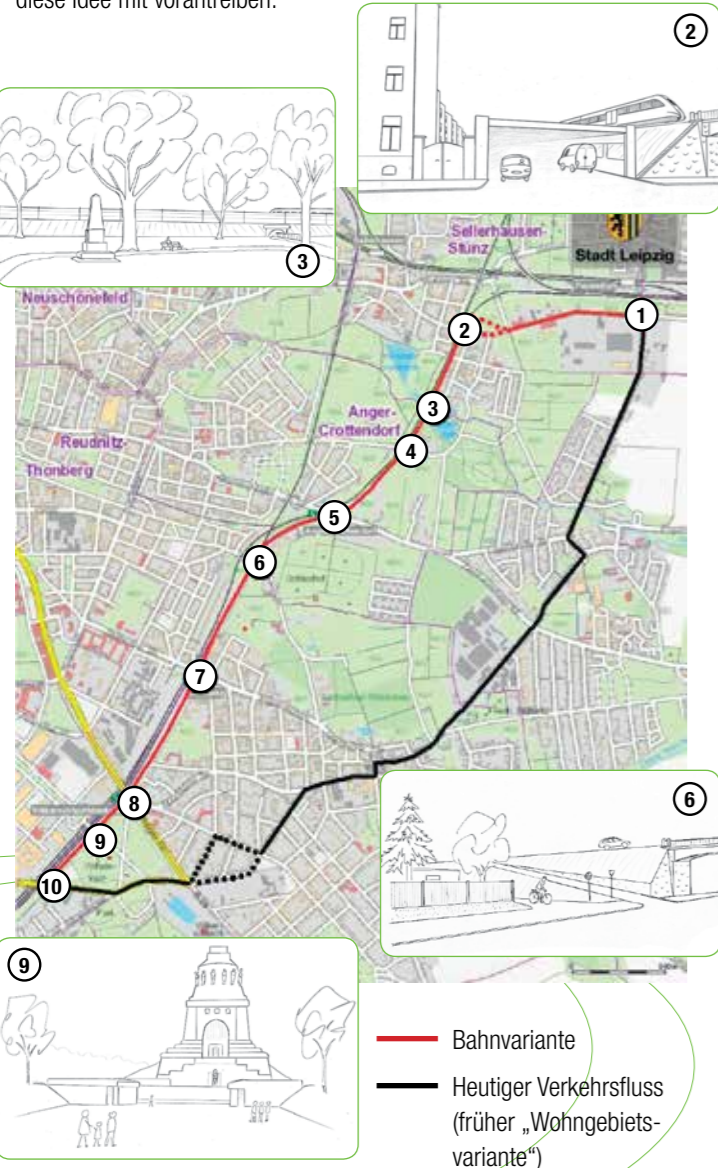 diese Idee mit vorantreiben.
2
3
Sellerhausen-
Stünz
Stadt Leipzig
Neuschönefeld
1
2
Anger-
Crottendorf
3
Reudnitz-
Thonberg
4
5
6
7
8
9
10
6
9
Bahnvariante
Heutiger Verkehrsfluss
(früher „Wohngebiets-
variante“)